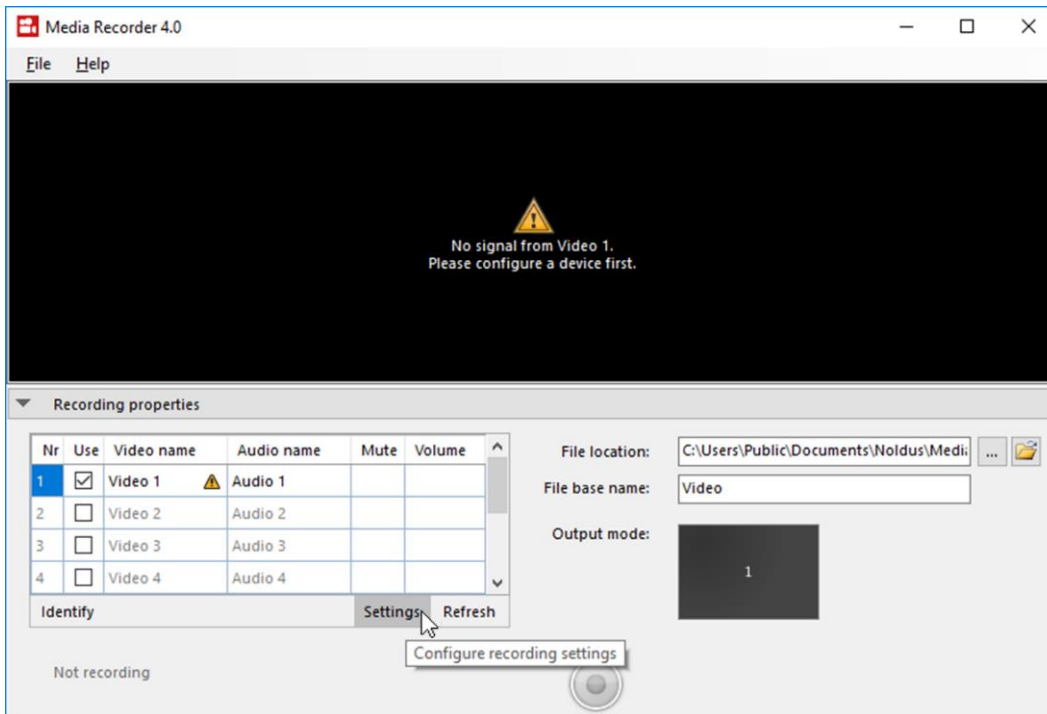 Media Recorder 4.0
File Help
No signal from Video 1.
Please configure a device first.
Recording properties
Nr Use Video name Audio name Mute Volume
1 Video 1 Audio 1
2 Video 2 Audio 2
3 Video 3 Audio 3
4 Video 4 Audio 4
Identify Settings Refresh
Configure recording settings
File location: C:\Users\Public\Documents\Noldus\Medi ...
File base name: Video
Output mode: 1
Not recording